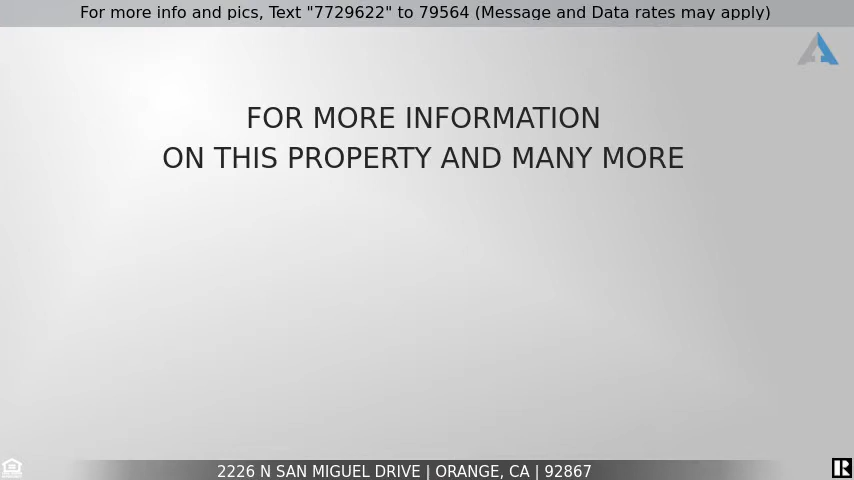 For more info and pics, Text "7729622" to 79564 (Message and Data rates may apply)
FOR MORE INFORMATION
ON THIS PROPERTY AND MANY MORE
2226 N SAN MIGUEL DRIVE | ORANGE, CA | 92867